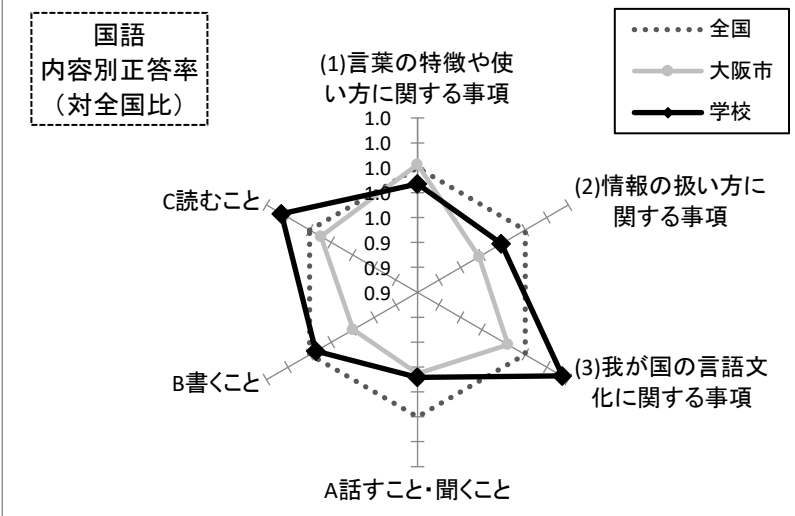 国語
内容別正答率
（対全国比）
全国
大阪市
学校
(1)言葉の特徴や使
い方に関する事項
1.0
1.0
1.0
1.0
1.0
0.9
0.9
0.9
(2)情報の扱い方に
関する事項
(3)我が国の言語文
化に関する事項
A話すこと・聞くこと
B書くこと
C読むこと